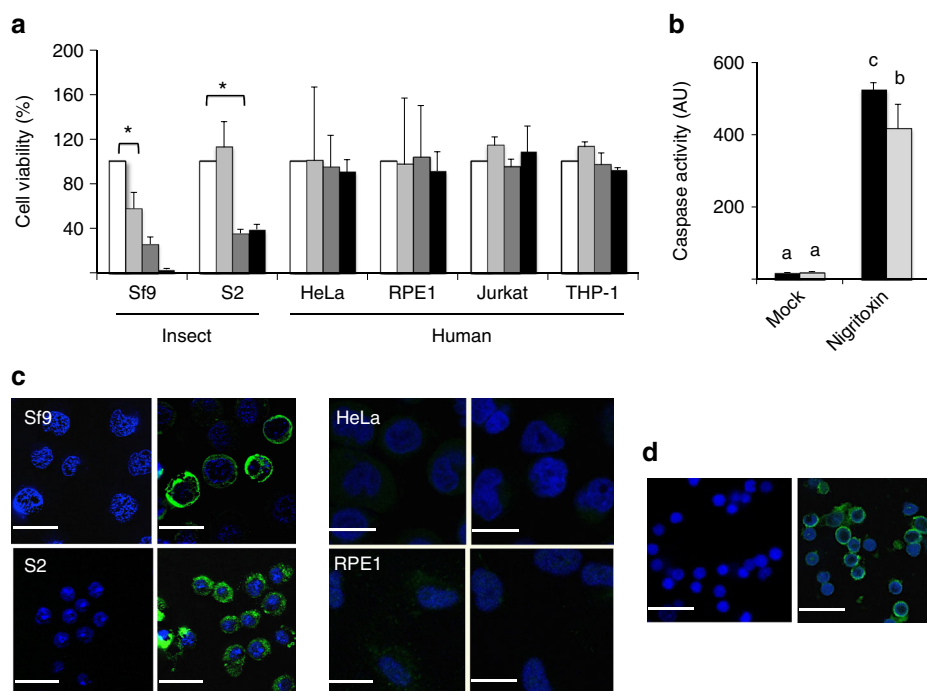 a
200
160
120
80
40
Cell viability (%)
*
*
Sf9
S2
HeLa
RPE1
Jurkat
THP-1
Insect
Human
b
600
400
200
Caspase activity (AU)
a
a
c
b
Mock
Nigritoxin
c
Sf9
HeLa
S2
RPE1
d